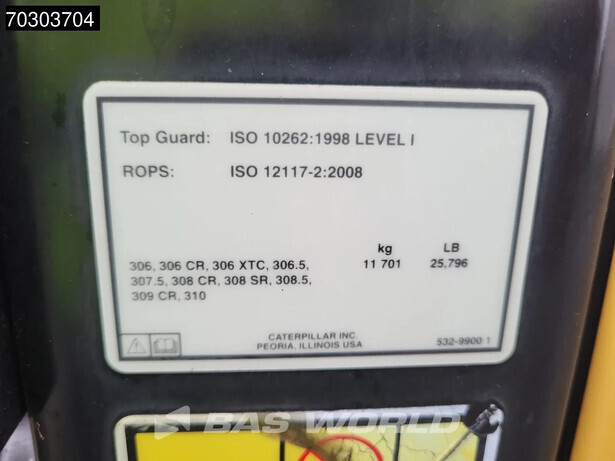 70303704
Top Guard: ISO 10262:1998 LEVEL I
ROPS: ISO 12117-2:2008
kg LB
306, 306 CR, 306 XTC, 306.5, 11 701 25,796
307.5, 308 CR, 308 SR, 308.5,
309 CR, 310
CATERPILLAR INC.
PEORIA, ILLINOIS USA
532-9900 1
BAS WORLD